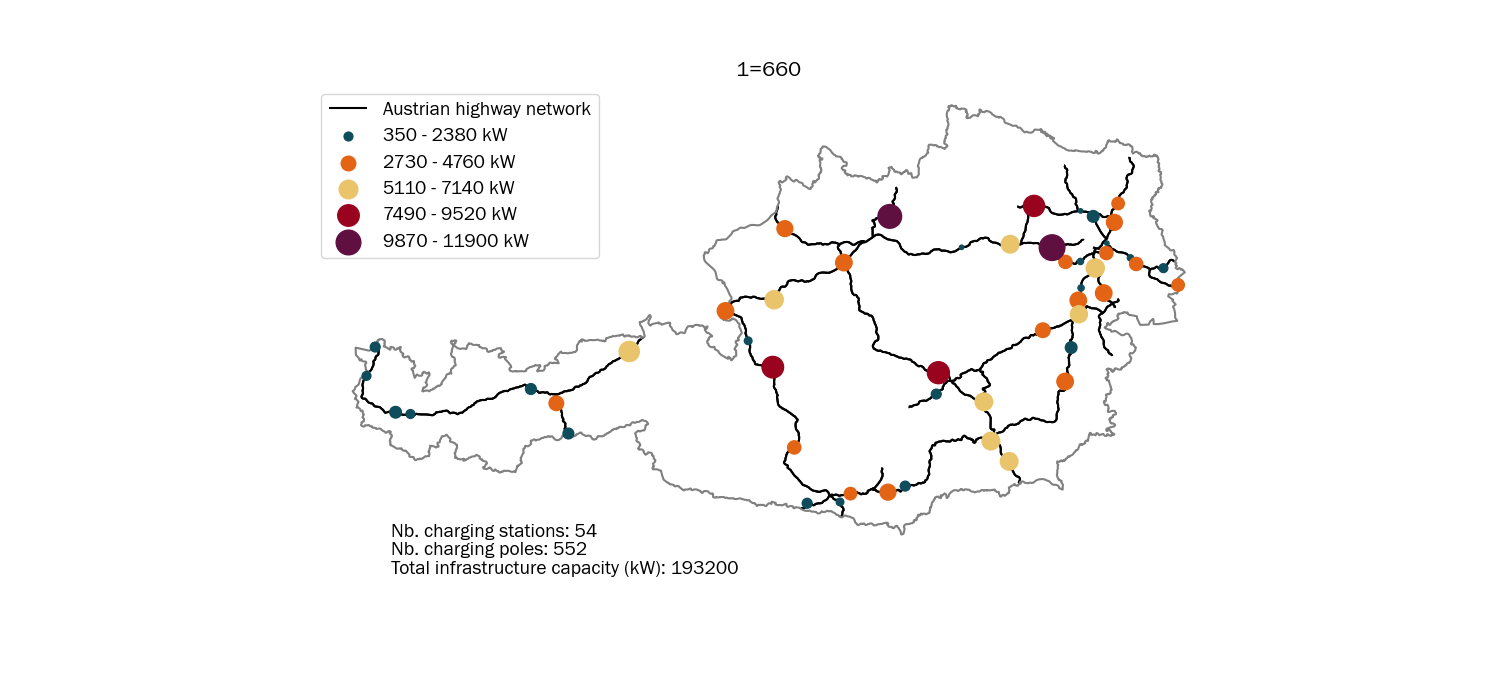 1=660
Austrian highway network
350 - 2380 kW
2730 - 4760 kW
5110 - 7140 kW
7490 - 9520 kW
9870 - 11900 kW
Nb. charging stations: 54
Nb. charging poles: 552
Total infrastructure capacity (kW): 193200